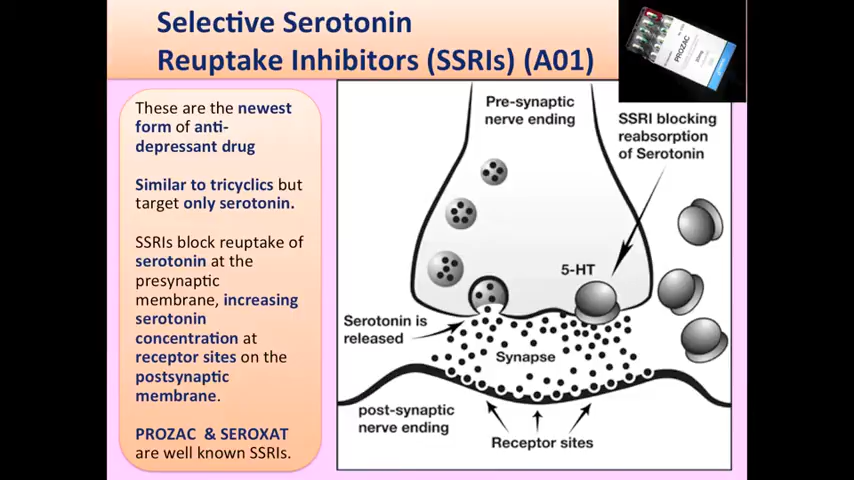 Selective Serotonin
Reuptake Inhibitors (SSRIs) (A01)
PROZAC
These are the newest
form of anti-
depressant drug
Similar to tricyclics but
target only serotonin.
SSRIs block reuptake of
serotonin at the
presynaptic
membrane, increasing
serotonin
concentration at
receptor sites on the
postsynaptic
membrane.
PROZAC & SEROXAT
are well known SSRIs.
Pre-synaptic
nerve ending
SSRI blocking
reabsorption
of Serotonin
5-HT
Serotonin is
released
Synapse
post-synaptic
nerve ending
Receptor sites